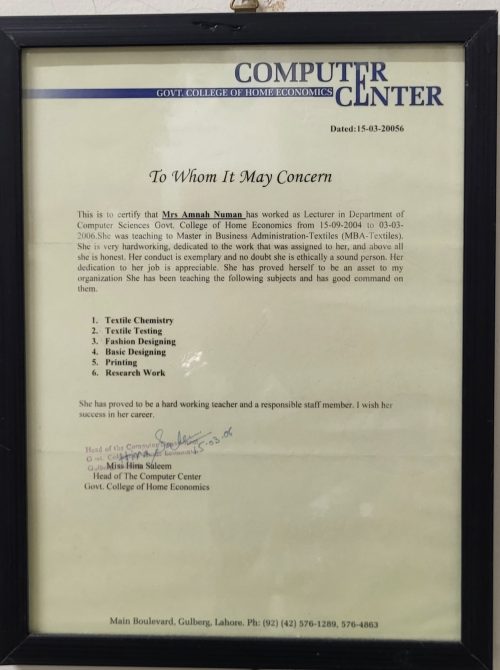 COMPUTER
GOVT. COLLEGE OF HOME ECONOMICS CENTER
Dated:15-03-20056
To Whom It May Concern
This is to certify that Mrs Amnah Numan has worked as Lecturer in Department of
Computer Sciences Govt. College of Home Economics from 15-09-2004 to 03-03-
2006.She was teaching to Master in Business Administration-Textiles (MBA-Textiles).
She is very hardworking, dedicated to the work that was assigned to her, and above all
she is honest. Her conduct is exemplary and no doubt she is ethically a sound person. Her
dedication to her job is appreciable. She has proved herself to be an asset to my
organization She has been teaching the following subjects and has good command on
them.
1. Textile Chemistry
2. Textile Testing
3. Fashion Designing
4. Basic Designing
5. Printing
6. Research Work
She has proved to be a hard working teacher and a responsible staff member. I wish her
success in her career.
Head of the Computer
Hina Saleem
15-03-06
Miss Hina Saleem
Head of The Computer Center
Govt. College of Home Economics
Main Boulevard, Gulberg, Lahore. Ph: (92) (42) 576-1289, 576-4863